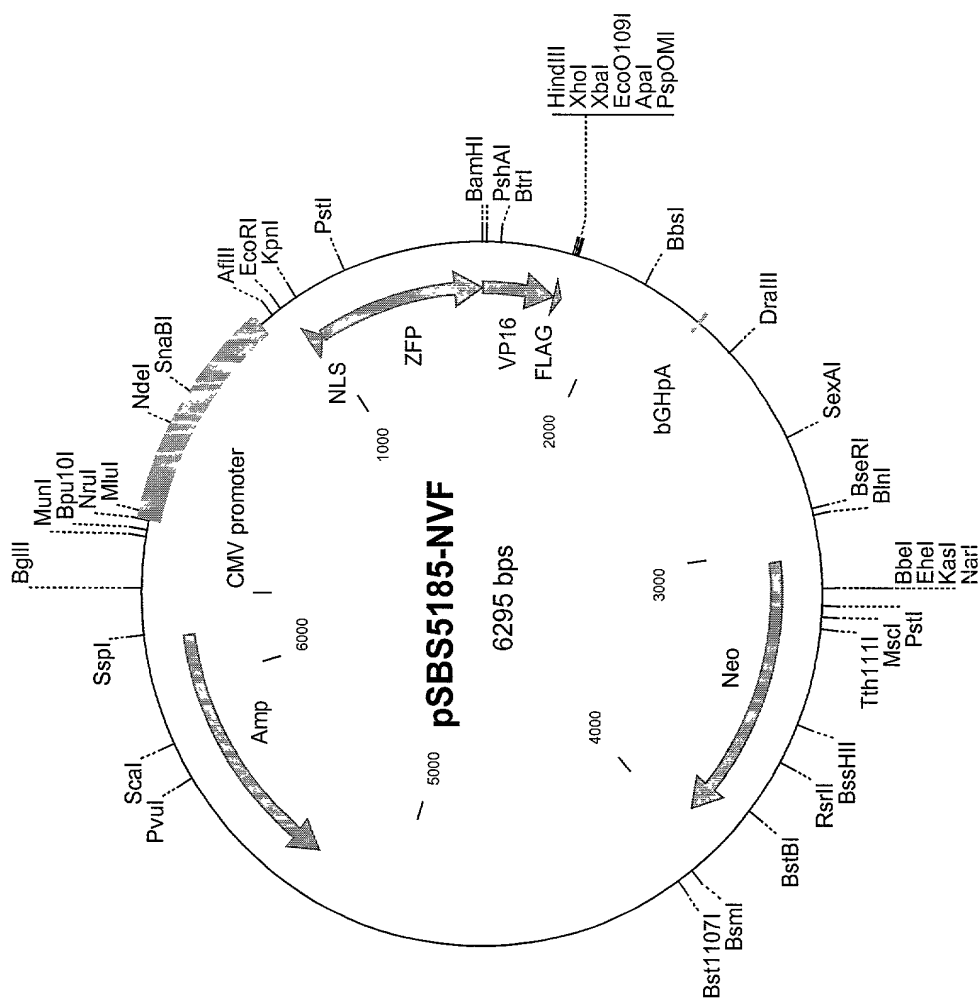 pSBS5185-NVF
6295 bps
BglII
MunI
Bpu10I
NruI
MluI
NdeI
SnaBI
AflII
EcoRI
KpnI
PstI
BamHI
PshAI
BtrI
HindIII
XhoI
XbaI
EcoO109I
ApaI
PspOMI
BbsI
DraIII
SexAI
BseRI
BlnI
BbeI
EheI
KasI
NarI
PstI
MscI
Tth111I
BssHII
RsrII
BstBI
BsmI
Bst1107I
PvuI
ScaI
SspI
CMV promoter
NLS
ZFP
VP16
FLAG
bGHpA
Neo
Amp
1000
2000
3000
4000
5000
6000